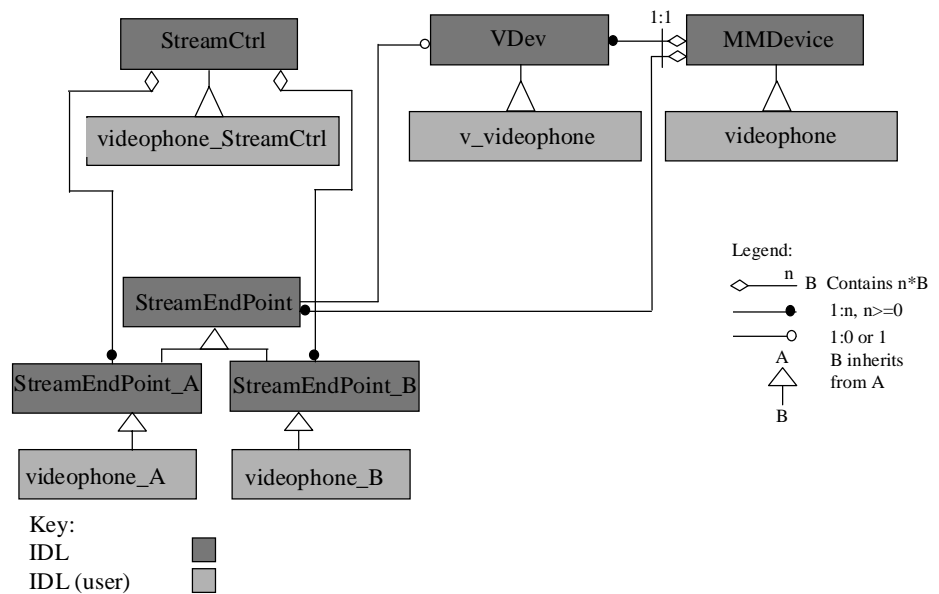 1:1
StreamCtrl
VDev
MMDevice
videophone_StreamCtrl
v_videophone
videophone
Legend:
n
B Contains n*B
1:n, n>=0
1:0 or 1
A
B inherits
from A
B
StreamEndPoint
StreamEndPoint_A
StreamEndPoint_B
videophone_A
videophone_B
Key:
IDL
IDL (user)